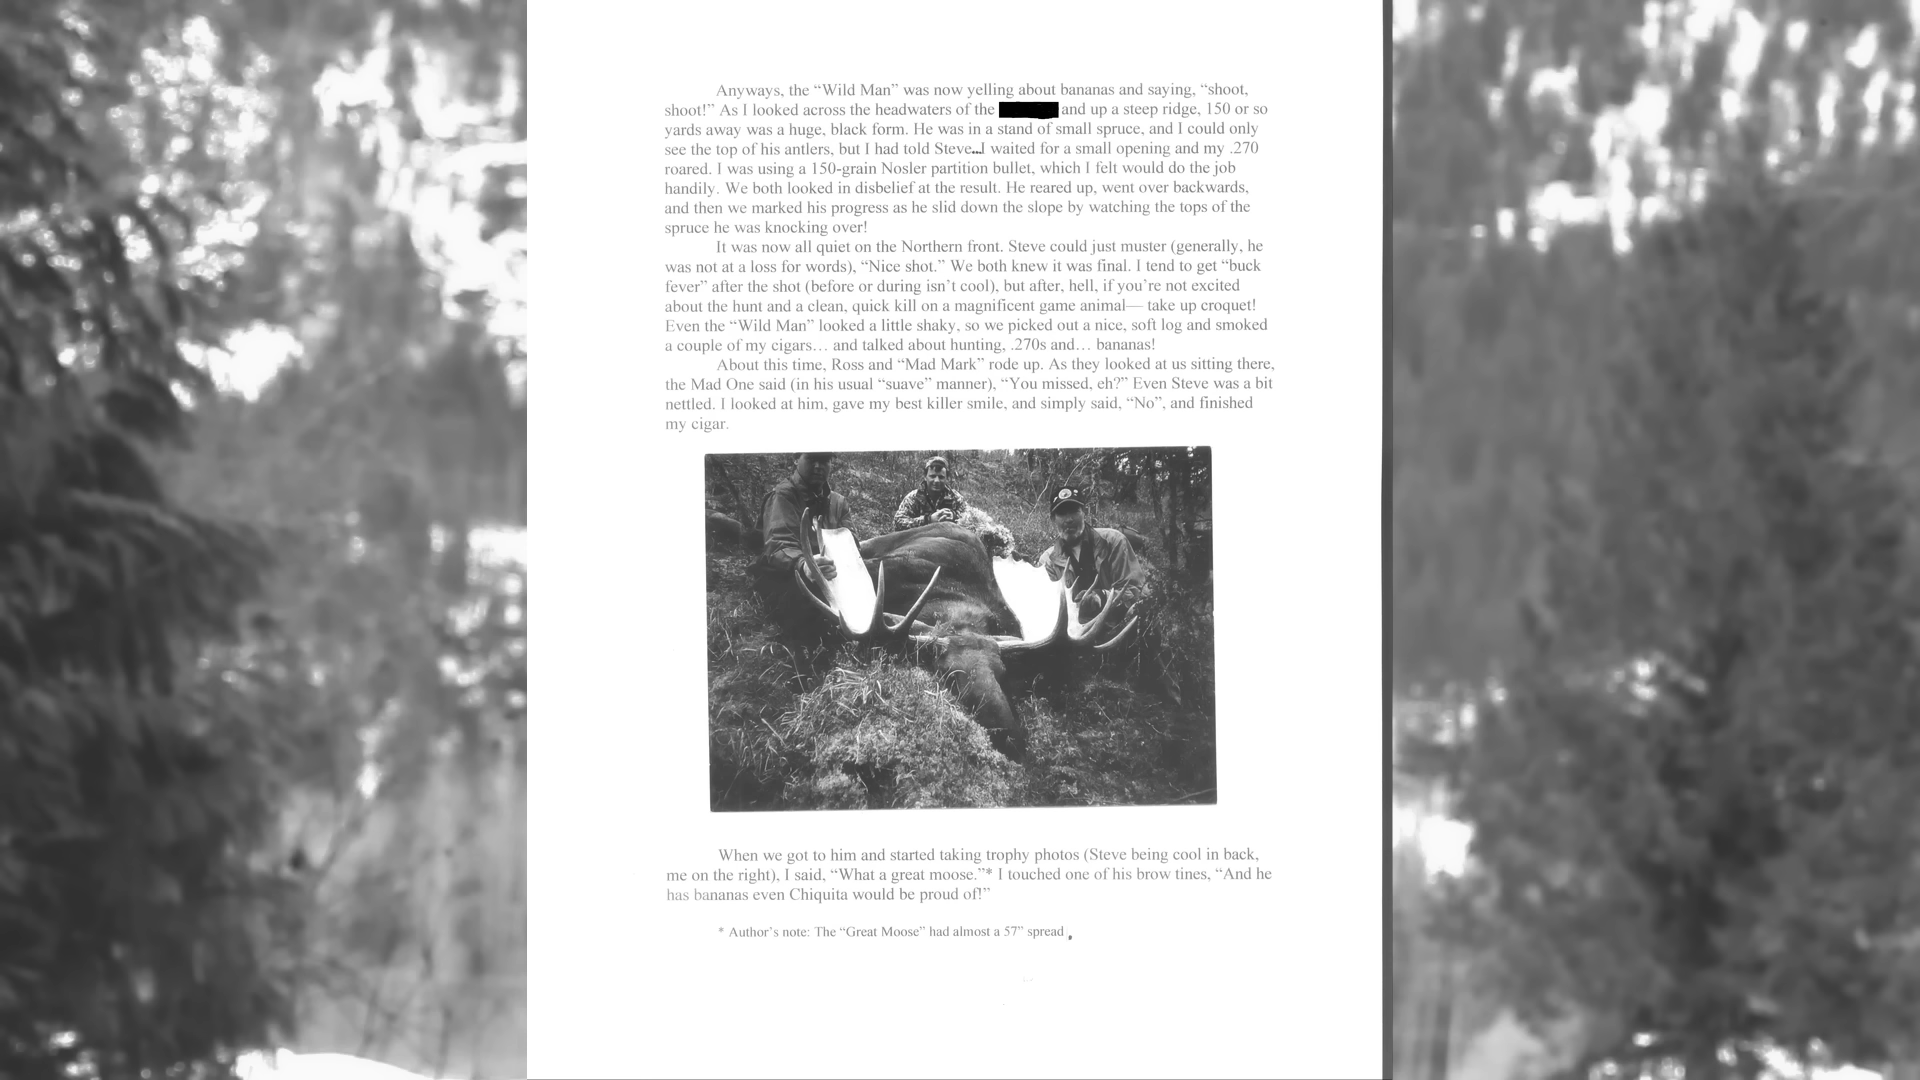 Anyways, the “Wild Man” was now yelling about bananas and saying, “shoot,
shoot!” As I looked across the headwaters of the and up a steep ridge, 150 or so
yards away was a huge, black form. He was in a stand of small spruce, and I could only
see the top of his antlers, but I had told Steve...I waited for a small opening and my .270
roared. I was using a 150-grain Nosler partition bullet, which I felt would do the job
handily. We both looked in disbelief at the result. He reared up, went over backwards,
and then we marked his progress as he slid down the slope by watching the tops of the
spruce he was knocking over!
It was now all quiet on the Northern front. Steve could just muster (generally, he
was not at a loss for words), “Nice shot.” We both knew it was final. I tend to get “buck
fever” after the shot (before or during isn’t cool), but after, hell, if you’re not excited
about the hunt and a clean, quick kill on a magnificent game animal— take up croquet!
Even the “Wild Man” looked a little shaky, so we picked out a nice, soft log and smoked
a couple of my cigars… and talked about hunting, .270s and… bananas!
About this time, Ross and “Mad Mark” rode up. As they looked at us sitting there,
the Mad One said (in his usual “suave” manner), “You missed, eh?” Even Steve was a bit
nettled. I looked at him, gave my best killer smile, and simply said, “No”, and finished
my cigar.
When we got to him and started taking trophy photos (Steve being cool in back,
me on the right), I said, “What a great moose.”* I touched one of his brow tines, “And he
has bananas even Chiquita would be proud of!”
* Author’s note: The “Great Moose” had almost a 57” spread.